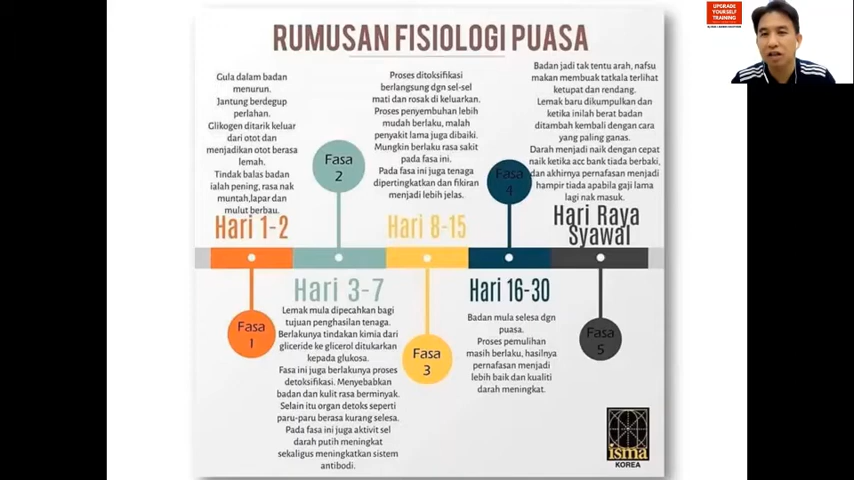 UPGRADE
YOURSELF
TRAINING
RUMUSAN FISIOLOGI PUASA
Gula dalam badan
menurun.
Jantung berdegup
perlahan.
Glikogen ditarik keluar
dari otot dan
menjadikan otot berasa
lemah.
Tindak balas badan
ialah pening, rasa nak
muntah,lapar dan
mulut berbau.
Hari 1-2
Fasa
1
Fasa
2
Hari 3-7
Lemak mula dipecahkan bagi
tujuan penghasilan tenaga.
Berlakunya tindakan kimia dari
gliceride ke glicerol ditukarkan
kepada glukosa.
Fasa ini juga berlakunya proses
detoksifikasi. Menyebabkan
badan dan kulit rasa berminyak.
Selain itu organ detoks seperti
paru-paru berasa kurang selesa.
Pada fasa ini juga aktivit sel
darah putih meningkat
sekaligus meningkatkan sistem
antibodi.
Proses ditoksifikasi
berlangsung dgn sel-sel
mati dan rosak di keluarkan.
Proses penyembuhan lebih
mudah berlaku, malah
penyakit lama juga dibaiki.
Mungkin berlaku rasa sakit
pada fasa ini.
Pada fasa ini juga tenaga
dipertingkatkan dan fikiran
menjadi lebih jelas.
Hari 8-15
Fasa
3
Fasa
4
Hari 16-30
Badan mula selesa dgn
puasa.
Proses pemulihan
masih berlaku, hasilnya
pernafasan menjadi
lebih baik dan kualiti
darah meningkat.
Badan jadi tak tentu arah, nafsu
makan membuak tatkala terlihat
ketupat dan rendang.
Lemak baru dikumpulkan dan
ketika inilah berat badan
ditambah kembali dengan cara
yang paling ganas.
Darah menjadi naik dengan cepat
naik ketika acc bank tiada berbaki,
dan akhirnya pernafasan menjadi
hampir tiada apabila gaji lama
lagi nak masuk.
Hari Raya
Syawal
Fasa
5
isma
KOREA